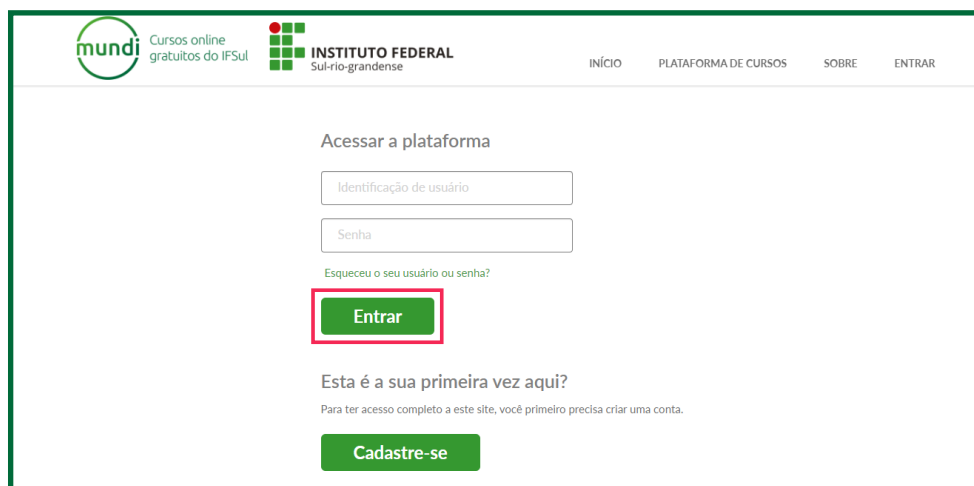 mundi
Cursos online
gratuitos do IFSul
INSTITUTO FEDERAL
Sul-rio-grandense
INÍCIO PLATAFORMA DE CURSOS SOBRE ENTRAR
Acessar a plataforma
Identificação de usuário
Senha
Esqueceu o seu usuário ou senha?
Entrar
Esta é a sua primeira vez aqui?
Para ter acesso completo a este site, você primeiro precisa criar uma conta.
Cadastre-se